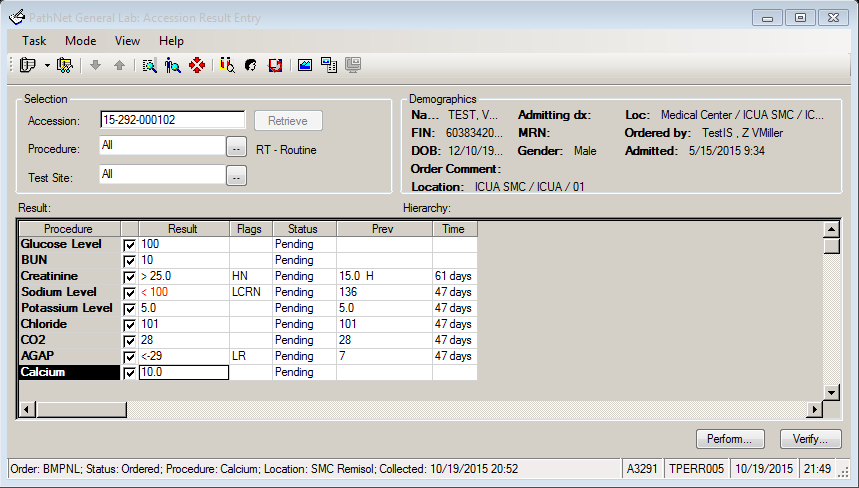 PathNet General Lab: Accession Result Entry
Task Mode View Help
Selection
Accession: 15-292-000102 Retrieve
Procedure: All .. RT - Routine
Test Site: All ..
Demographics
Na... TEST, V... Admitting dx: Loc: Medical Center / ICUA SMC / IC...
FIN: 60383420... MRN: Ordered by: TestIS , Z VMiller
DOB: 12/10/19... Gender: Male Admitted: 5/15/2015 9:34
Order Comment:
Location: ICUA SMC / ICUA / 01
Result: Hierarchy:
Procedure Result Flags Status Prev Time
Glucose Level 100 Pending
BUN 10 Pending
Creatinine > 25.0 HN Pending 15.0 H 61 days
Sodium Level < 100 LCRN Pending 136 47 days
Potassium Level 5.0 Pending 5.0 47 days
Chloride 101 Pending 101 47 days
CO2 28 Pending 28 47 days
AGAP <-29 LR Pending 7 47 days
Calcium 10.0 Pending
Perform... Verify...
Order: BMPNL; Status: Ordered; Procedure: Calcium; Location: SMC Remisol; Collected: 10/19/2015 20:52 A3291 TPERR005 10/19/2015 21:49